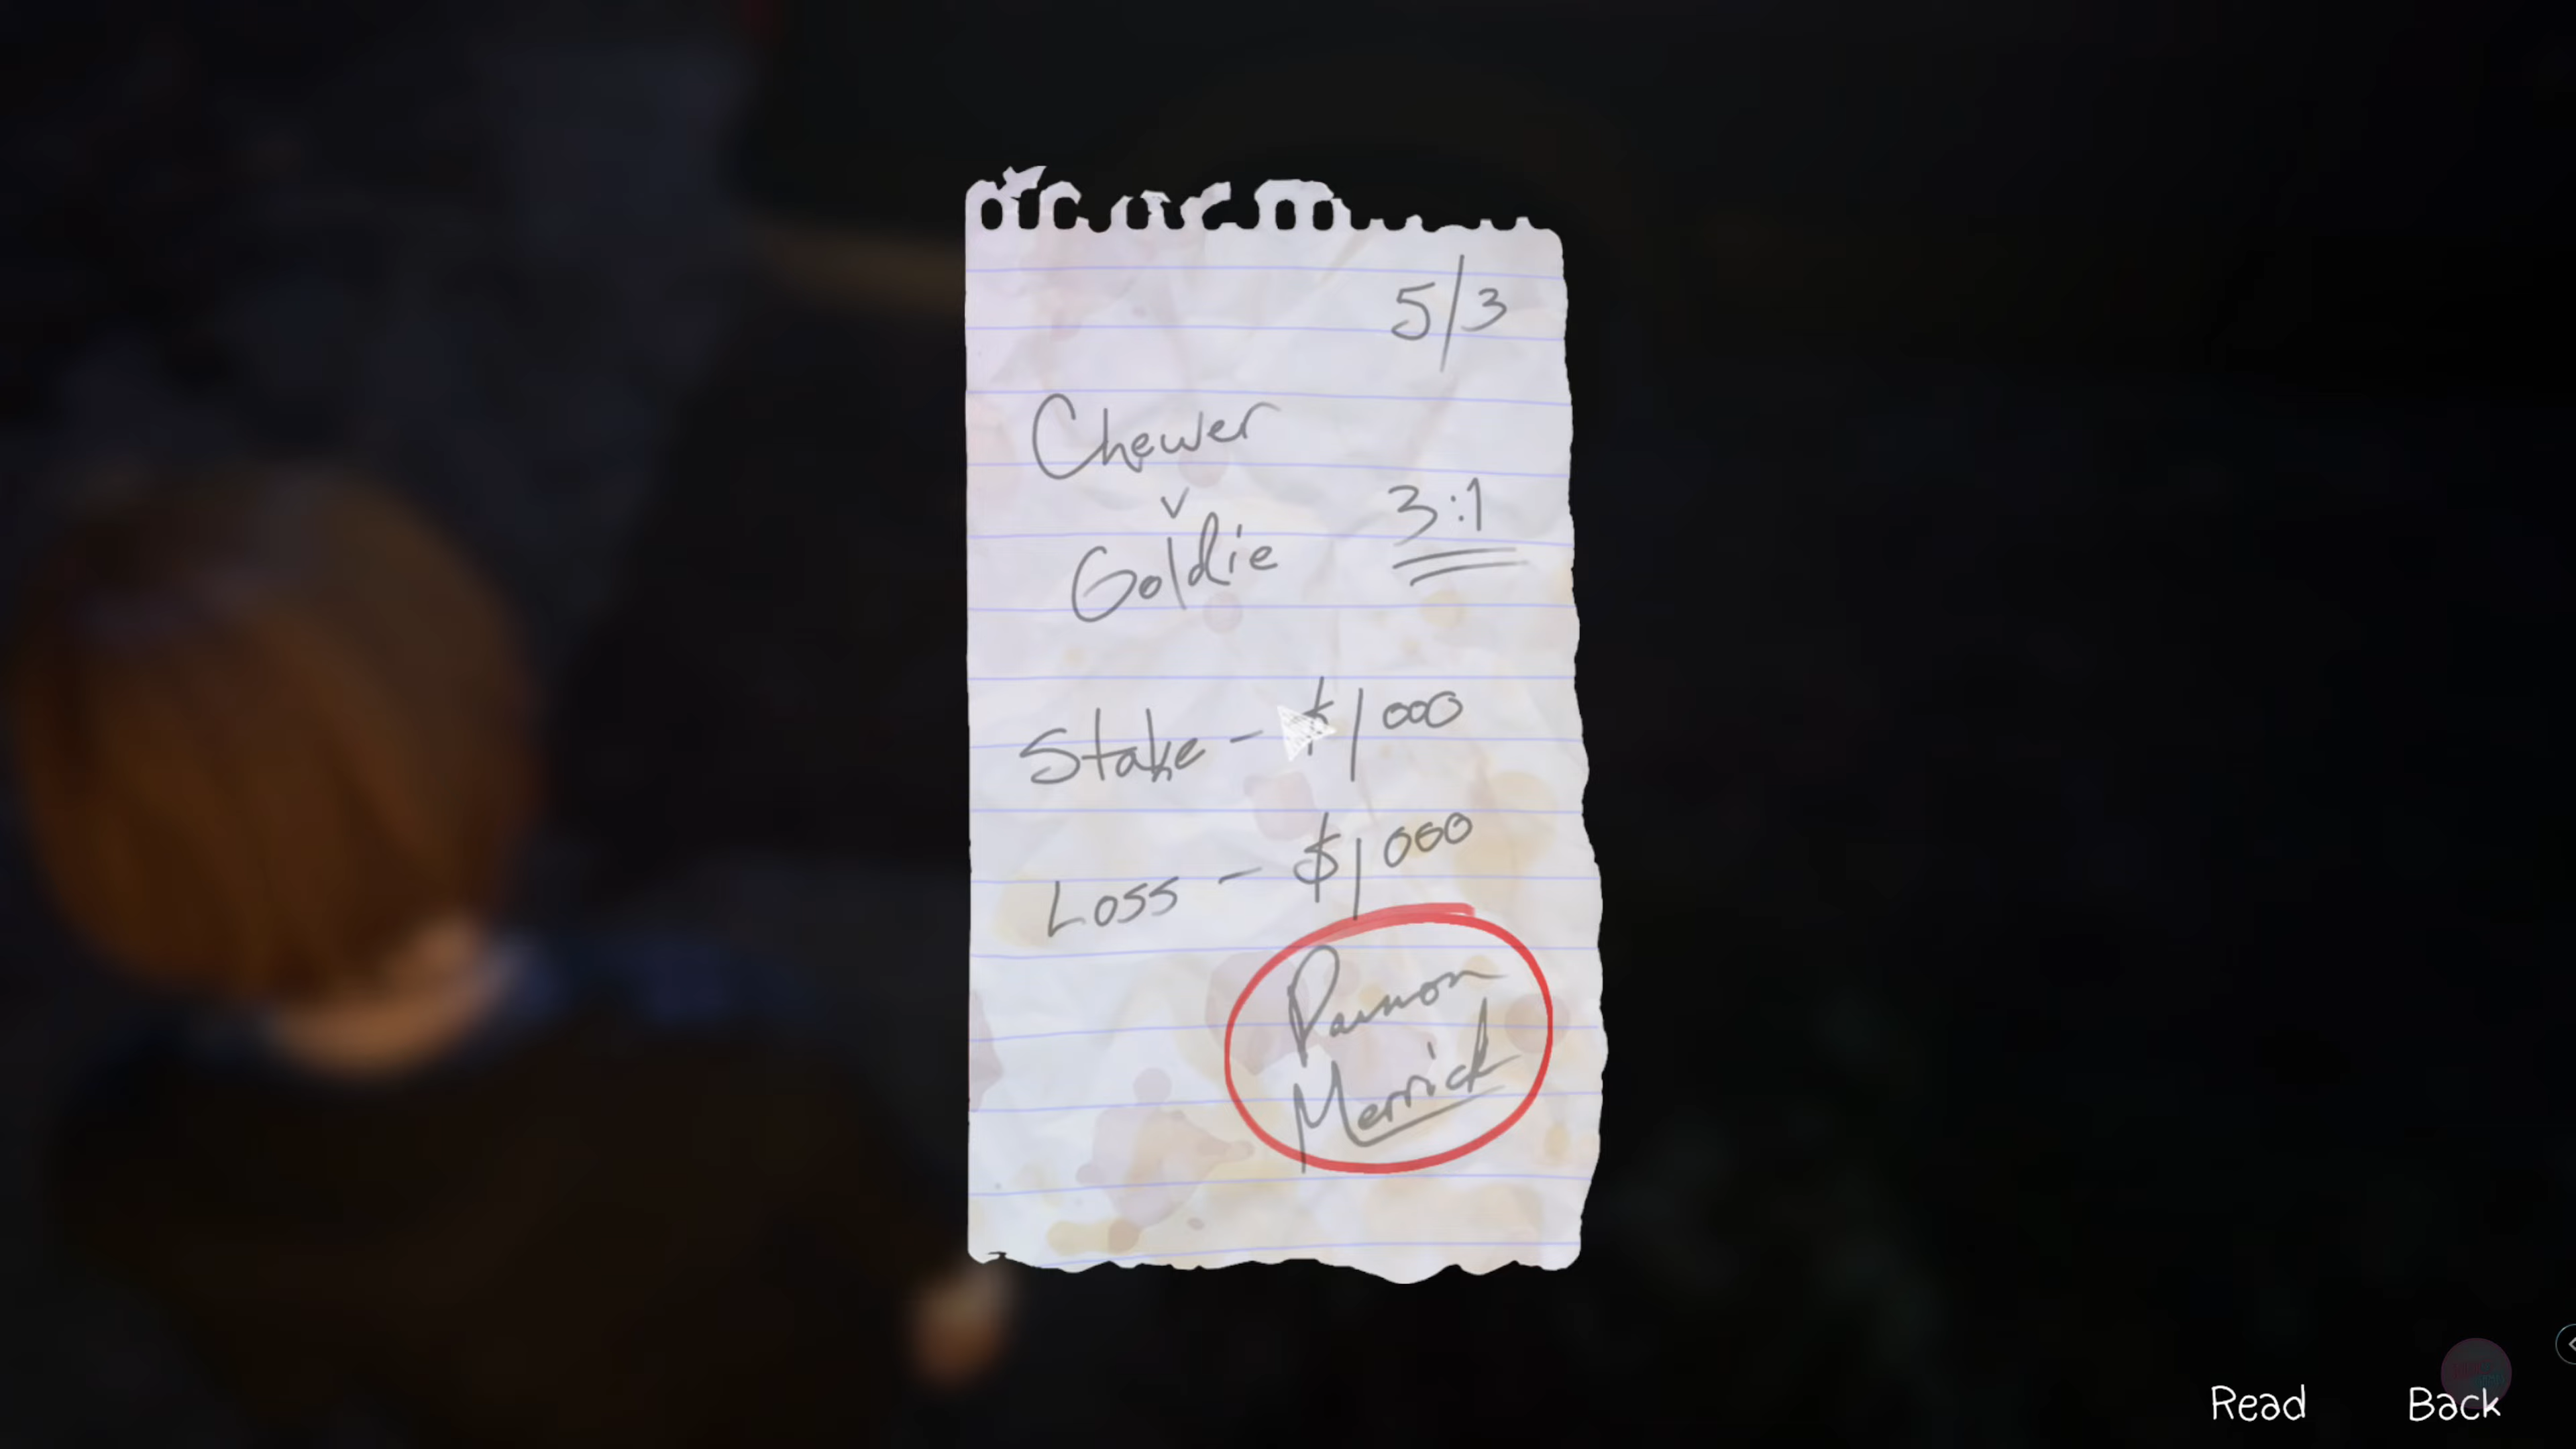 5/3
Chewer
v
Goldie 3:1
Stake - $1000
Loss - $1000
Damon
Merrick
Read Back